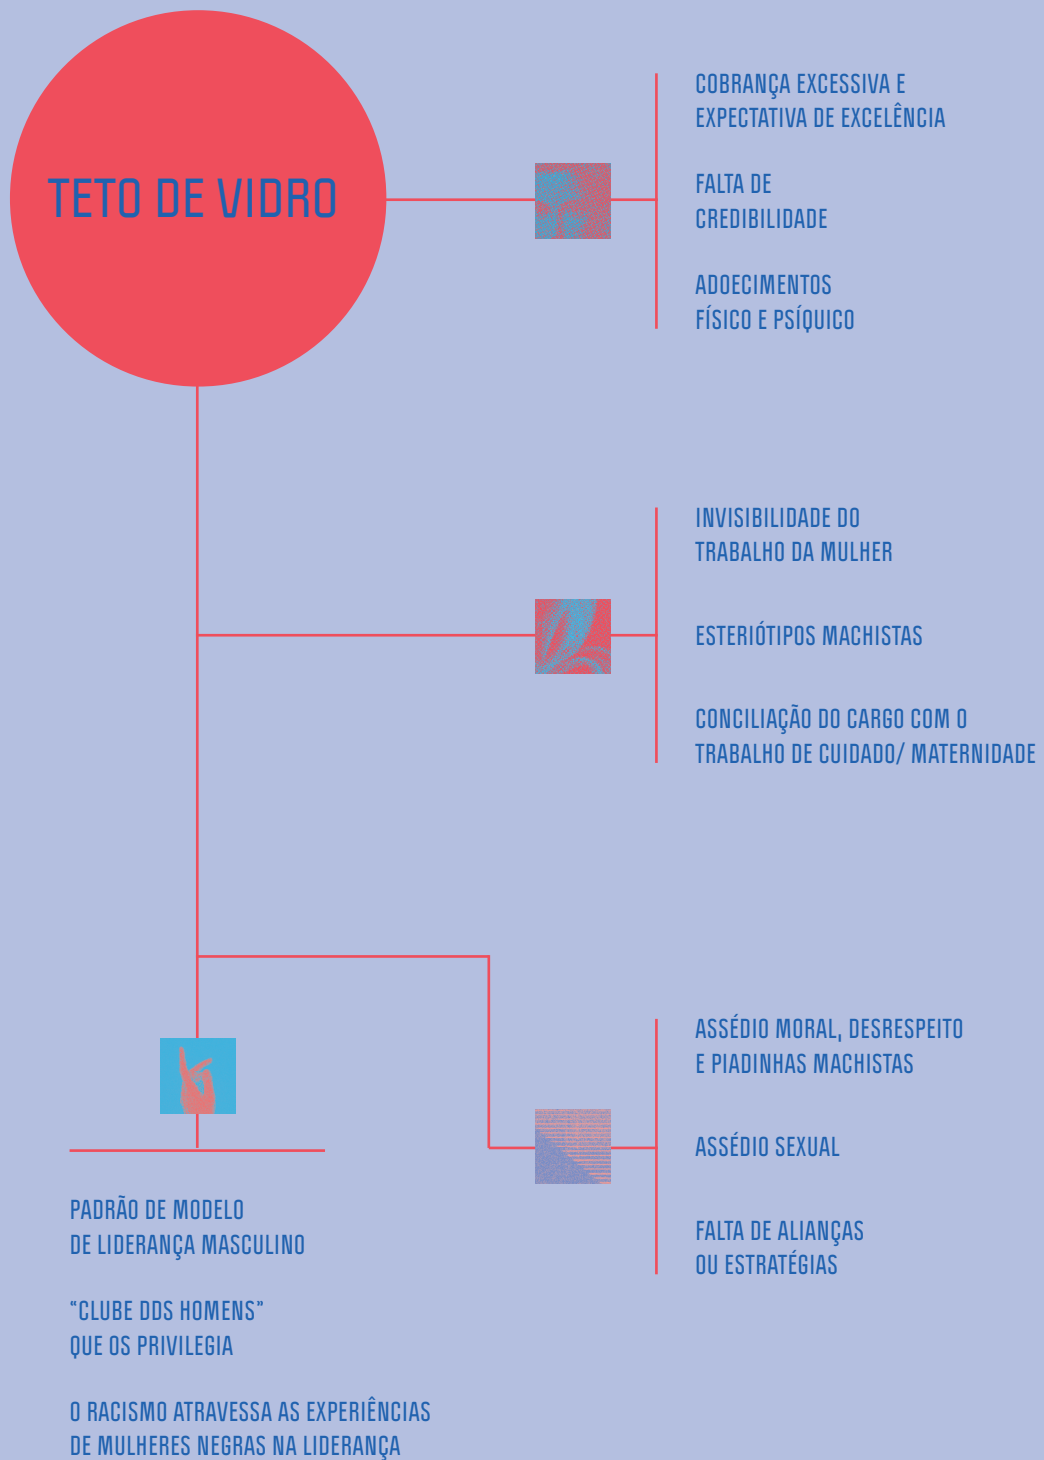 TETO DE VIDRO
COBRANÇA EXCESSIVA E
EXPECTATIVA DE EXCELÊNCIA
FALTA DE
CREDIBILIDADE
ADOECIMENTOS
FÍSICO E PSÍQUICO
INVISIBILIDADE DO
TRABALHO DA MULHER
ESTERIÓTIPOS MACHISTAS
CONCILIAÇÃO DO CARGO COM O
TRABALHO DE CUIDADO/ MATERNIDADE
ASSÉDIO MORAL, DESRESPEITO
E PIADINHAS MACHISTAS
ASSÉDIO SEXUAL
FALTA DE ALIANÇAS
OU ESTRATÉGIAS
PADRÃO DE MODELO
DE LIDERANÇA MASCULINO
“CLUBE DDS HOMENS”
QUE OS PRIVILEGIA
O RACISMO ATRAVESSA AS EXPERIÊNCIAS
DE MULHERES NEGRAS NA LIDERANÇA